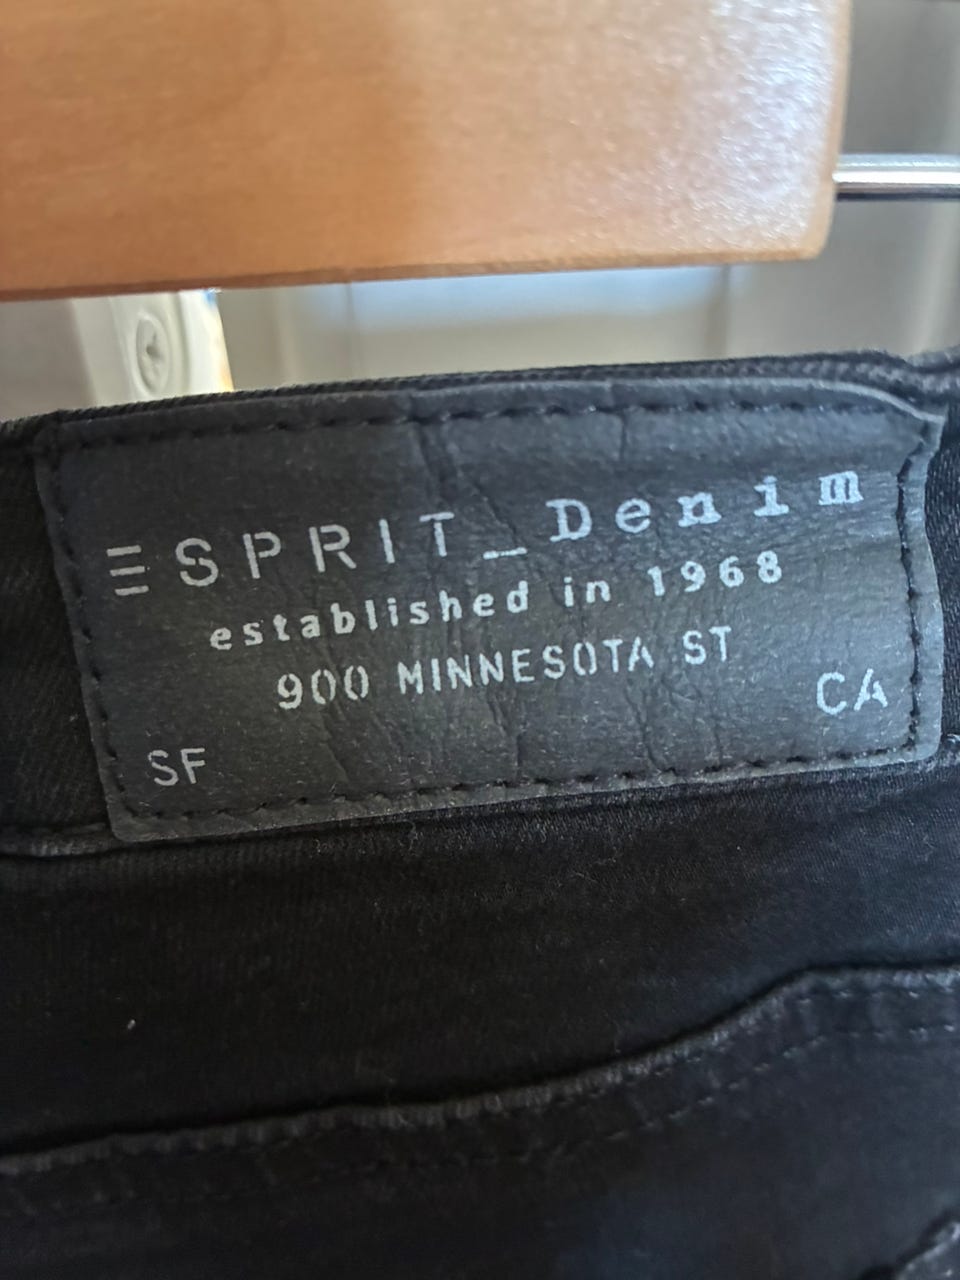 ESPRIT_Denim
established in 1968
900 MINNESOTA ST
CA
SF